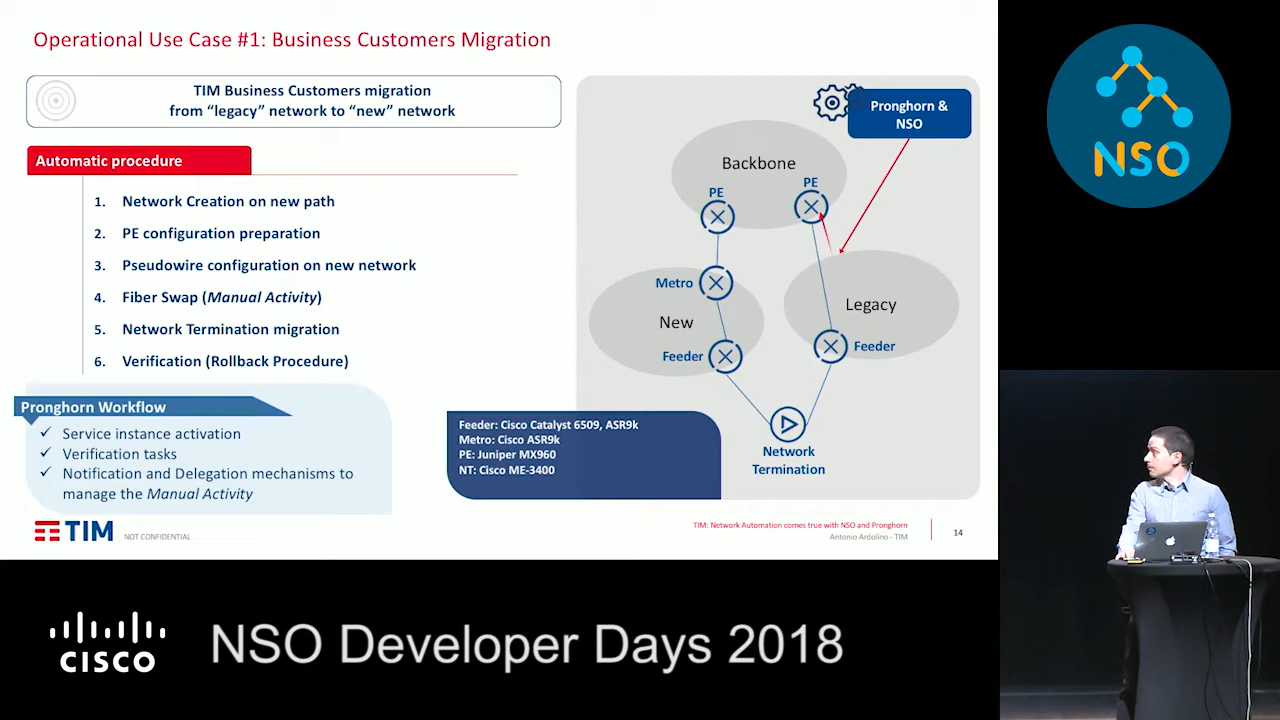 Operational Use Case #1: Business Customers Migration
TIM Business Customers migration
from “legacy” network to “new” network
Automatic procedure
1. Network Creation on new path
2. PE configuration preparation
3. Pseudowire configuration on new network
4. Fiber Swap (Manual Activity)
5. Network Termination migration
6. Verification (Rollback Procedure)
Pronghorn Workflow
✓ Service instance activation
✓ Verification tasks
✓ Notification and Delegation mechanisms to
manage the Manual Activity
Feeder: Cisco Catalyst 6509, ASR9k
Metro: Cisco ASR9k
PE: Juniper MX960
NT: Cisco ME-3400
Pronghorn &
NSO
Backbone
PE
PE
Metro
New
Feeder
Legacy
Feeder
Network
Termination
TIM
NOT CONFIDENTIAL
TIM: Network Automation comes true with NSO and Pronghorn
Antonio Ardolino - TIM
14
NSO
CISCO
NSO Developer Days 2018